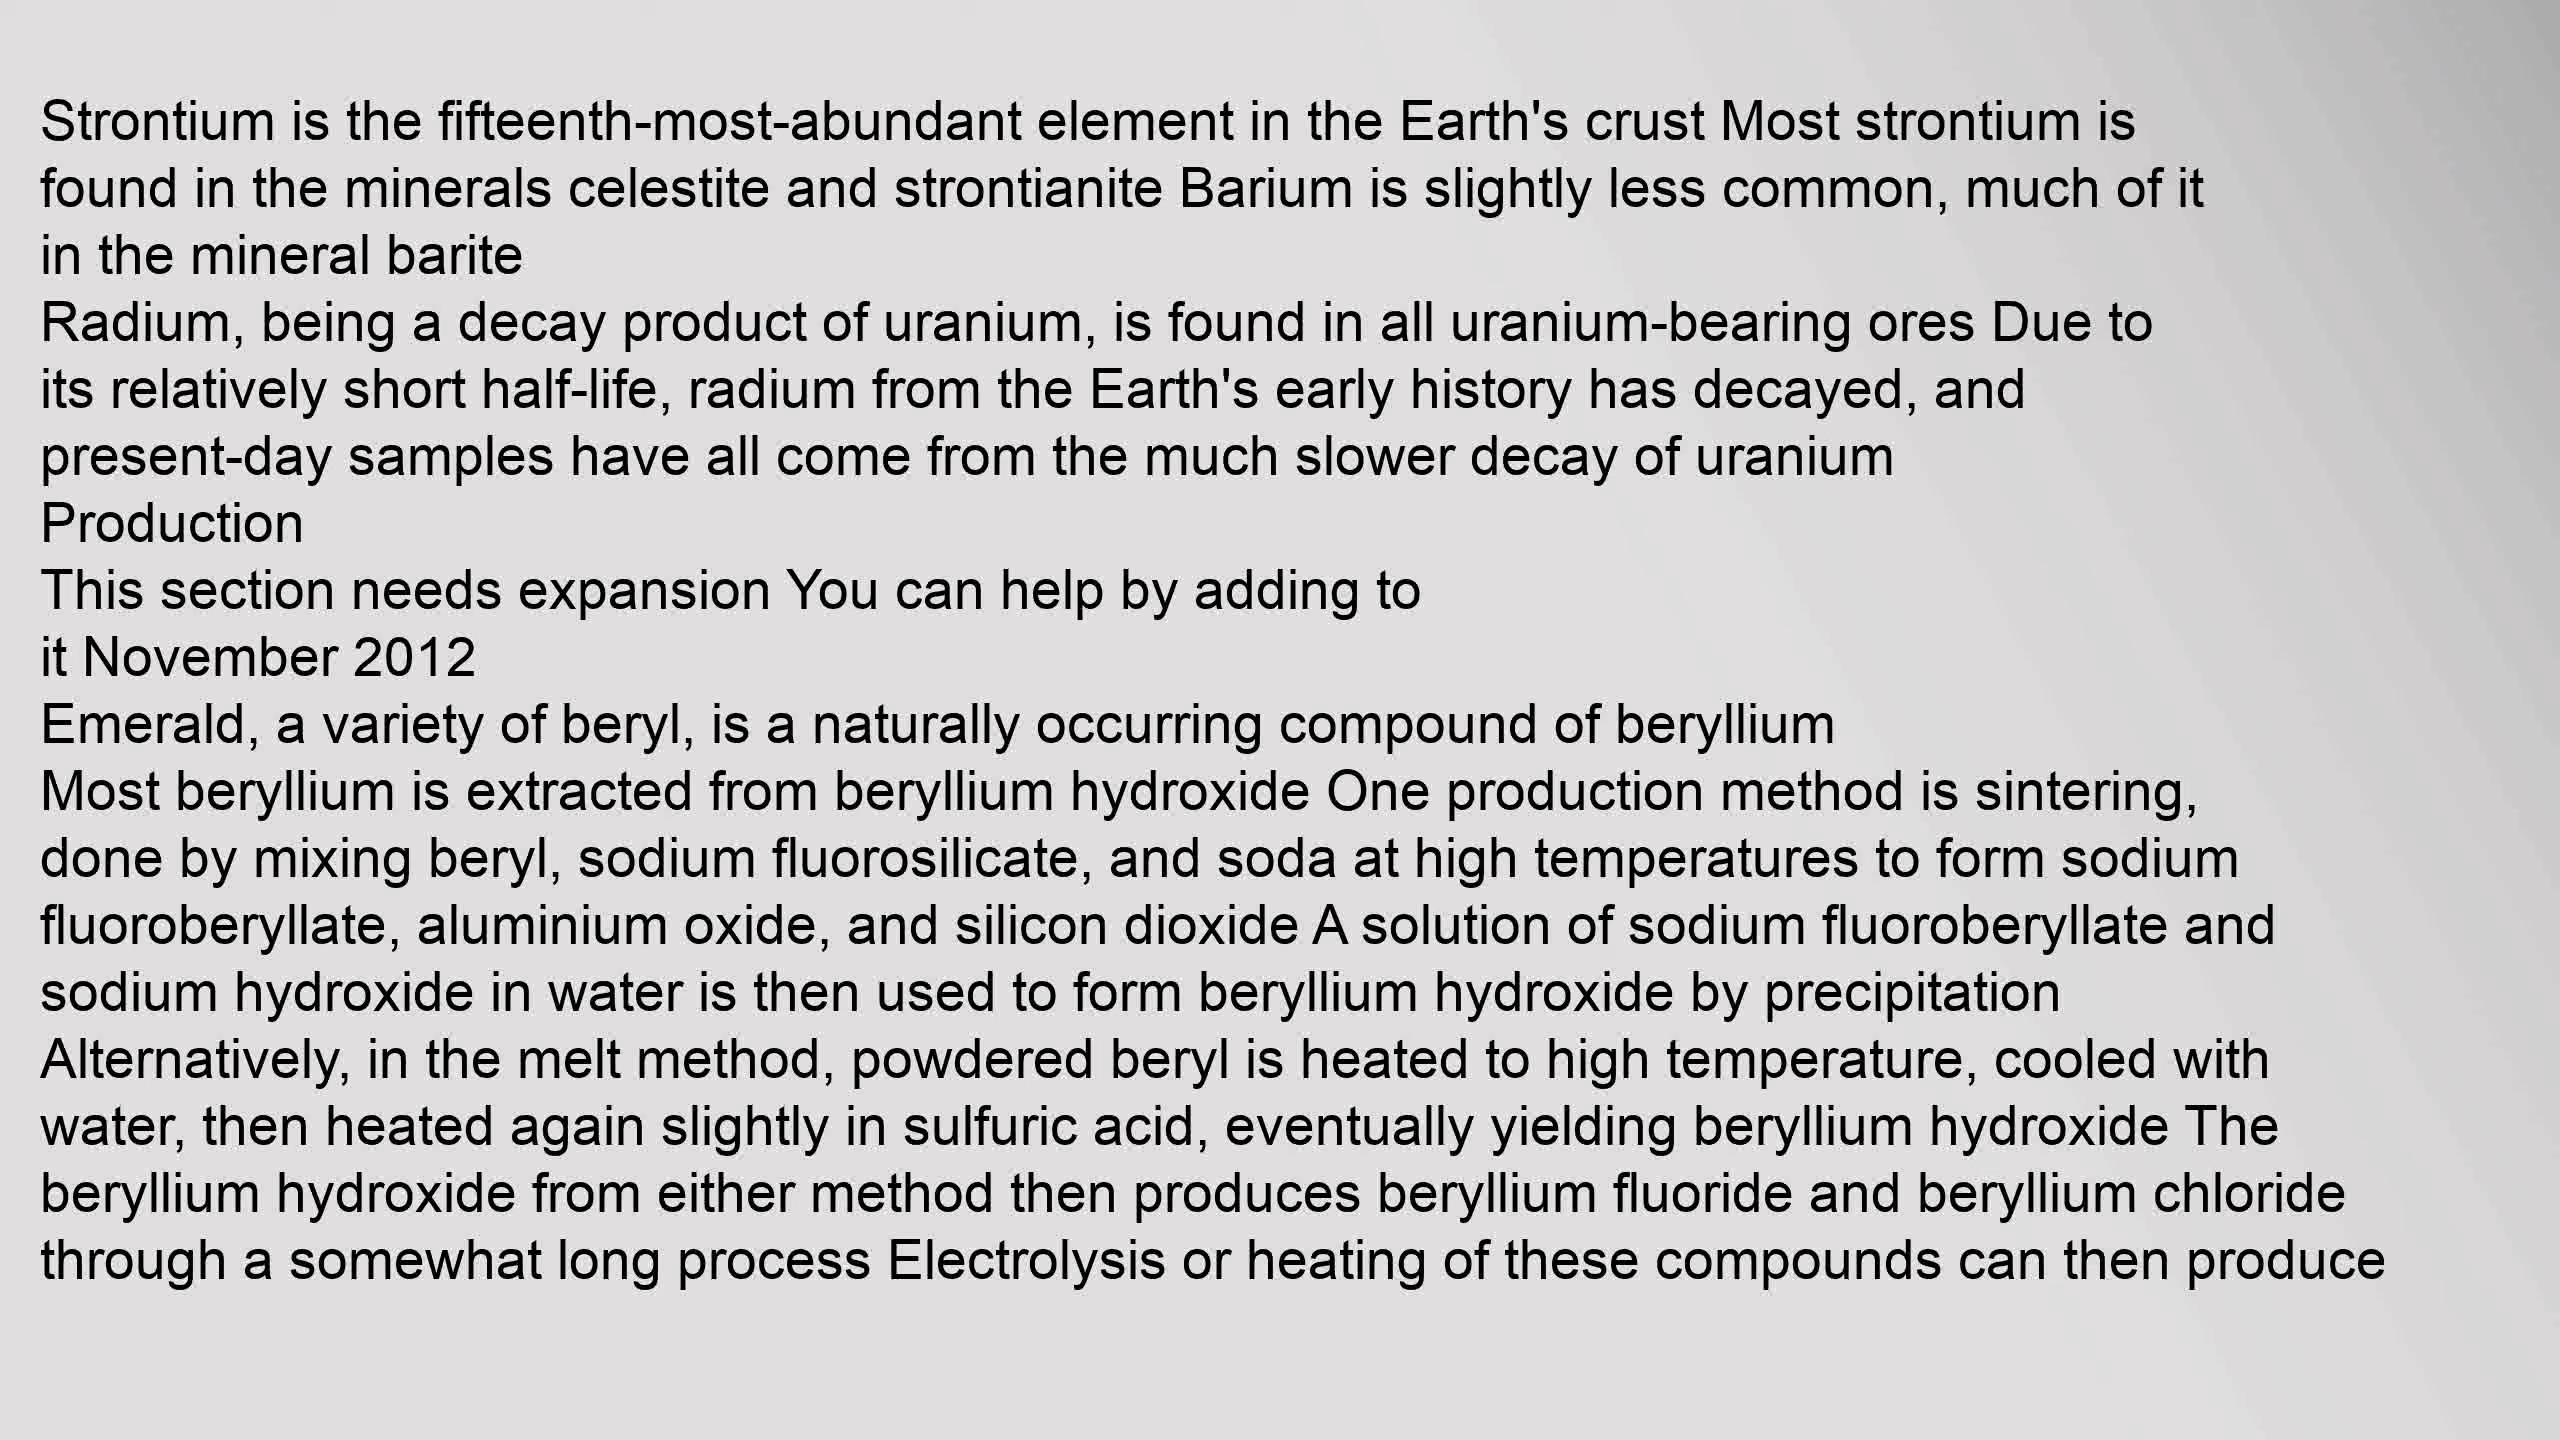 Strontium is the fifteenth-most-abundant element in the Earth's crust Most strontium is
found in the minerals celestite and strontianite Barium is slightly less common, much of it
in the mineral barite
Radium, being a decay product of uranium, is found in all uranium-bearing ores Due to
its relatively short half-life, radium from the Earth's early history has decayed, and
present-day samples have all come from the much slower decay of uranium
Production
This section needs expansion You can help by adding to
it November 2012
Emerald, a variety of beryl, is a naturally occurring compound of beryllium
Most beryllium is extracted from beryllium hydroxide One production method is sintering,
done by mixing beryl, sodium fluorosilicate, and soda at high temperatures to form sodium
fluoroberyllate, aluminium oxide, and silicon dioxide A solution of sodium fluoroberyllate and
sodium hydroxide in water is then used to form beryllium hydroxide by precipitation
Alternatively, in the melt method, powdered beryl is heated to high temperature, cooled with
water, then heated again slightly in sulfuric acid, eventually yielding beryllium hydroxide The
beryllium hydroxide from either method then produces beryllium fluoride and beryllium chloride
through a somewhat long process Electrolysis or heating of these compounds can then produce